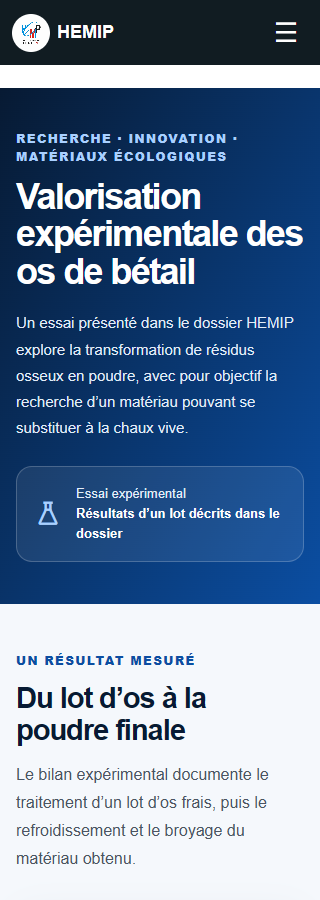 HEMIP
☰
RECHERCHE · INNOVATION ·
MATÉRIAUX ÉCOLOGIQUES
Valorisation
expérimentale des
os de bétail
Un essai présenté dans le dossier HEMIP
explore la transformation de résidus
osseux en poudre, avec pour objectif la
recherche d’un matériau pouvant se
substituer à la chaux vive.
Essai expérimental
Résultats d’un lot décrits dans le
dossier
UN RÉSULTAT MESURÉ
Du lot d’os à la
poudre finale
Le bilan expérimental documente le
traitement d’un lot d’os frais, puis le
refroidissement et le broyage du
matériau obtenu.